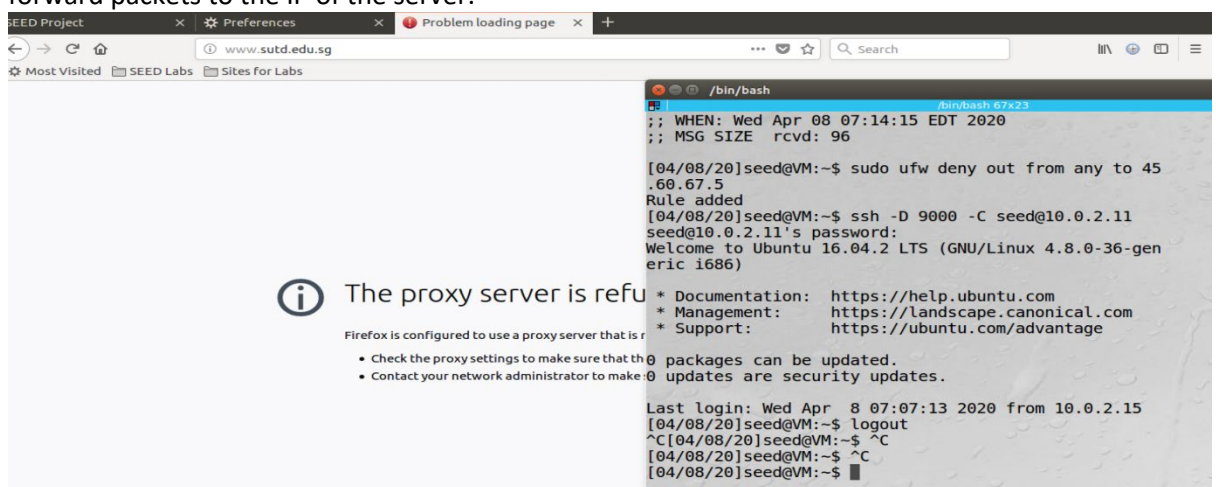 forward packets to the IP of the server.
SEED Project × Preferences × Problem loading page × +
www.sutd.edu.sg ••• Search
Most Visited SEED Labs Sites for Labs
/bin/bash
/bin/bash 67x23
;; WHEN: Wed Apr 08 07:14:15 EDT 2020
;; MSG SIZE rcvd: 96
[04/08/20]seed@VM:~$ sudo ufw deny out from any to 45
.60.67.5
Rule added
[04/08/20]seed@VM:~$ ssh -D 9000 -C seed@10.0.2.11
seed@10.0.2.11's password:
Welcome to Ubuntu 16.04.2 LTS (GNU/Linux 4.8.0-36-gen
eric i686)
* Documentation: https://help.ubuntu.com
* Management: https://landscape.canonical.com
* Support: https://ubuntu.com/advantage
0 packages can be updated.
0 updates are security updates.
Last login: Wed Apr 8 07:07:13 2020 from 10.0.2.15
[04/08/20]seed@VM:~$ logout
^C[04/08/20]seed@VM:~$ ^C
[04/08/20]seed@VM:~$ ^C
[04/08/20]seed@VM:~$
The proxy server is refu
Firefox is configured to use a proxy server that is r
• Check the proxy settings to make sure that th
• Contact your network administrator to make